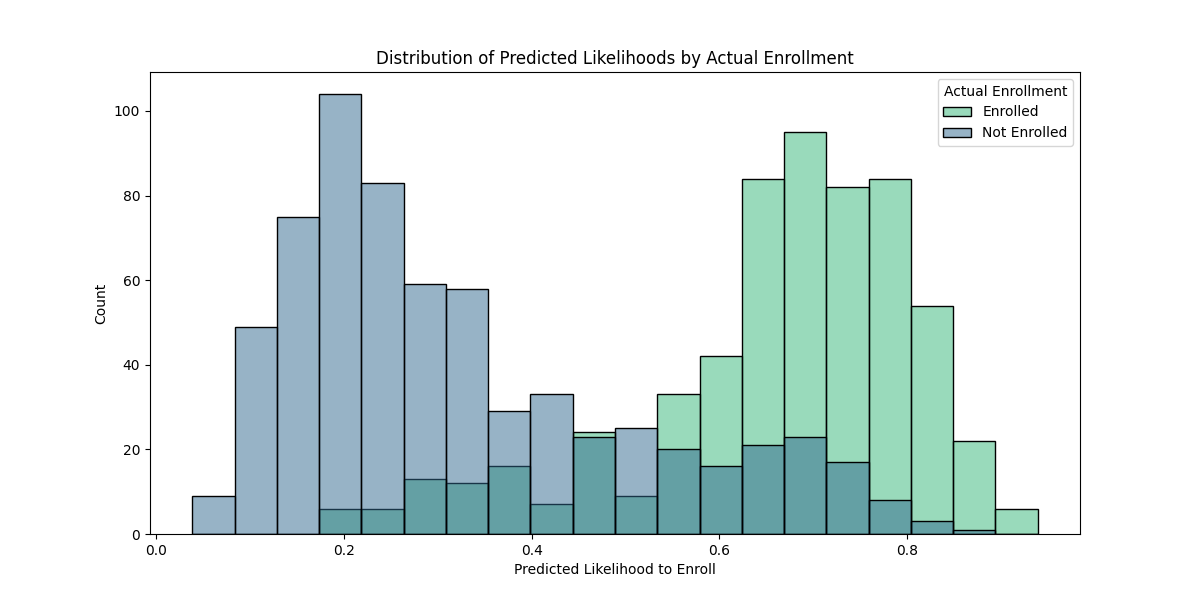 Distribution of Predicted Likelihoods by Actual Enrollment
Actual Enrollment
Enrolled
Not Enrolled
100
80
60
40
20
0
Count
0.0 0.2 0.4 0.6 0.8
Predicted Likelihood to Enroll